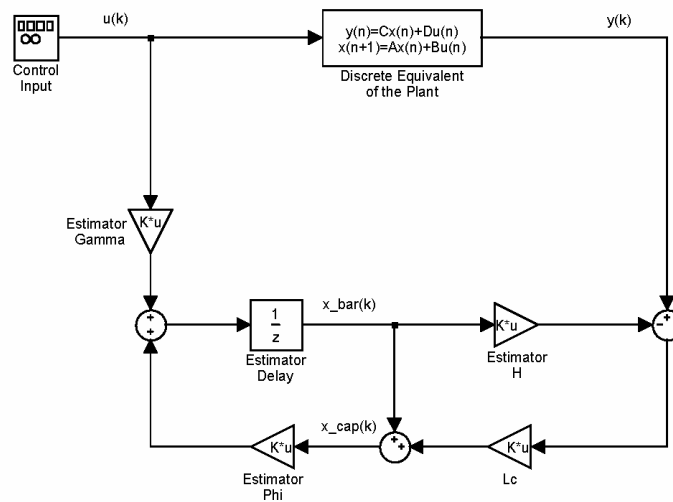 u(k)
y(k)
y(n)=Cx(n)+Du(n)
x(n+1)=Ax(n)+Bu(n)
Control
Input
Discrete Equivalent
of the Plant
Estimator
Gamma
K*u
+
+
1
z
Estimator
Delay
x_bar(k)
K*u
Estimator
H
+
−
K*u
Estimator
Phi
x_cap(k)
+
+
K*u
Lc